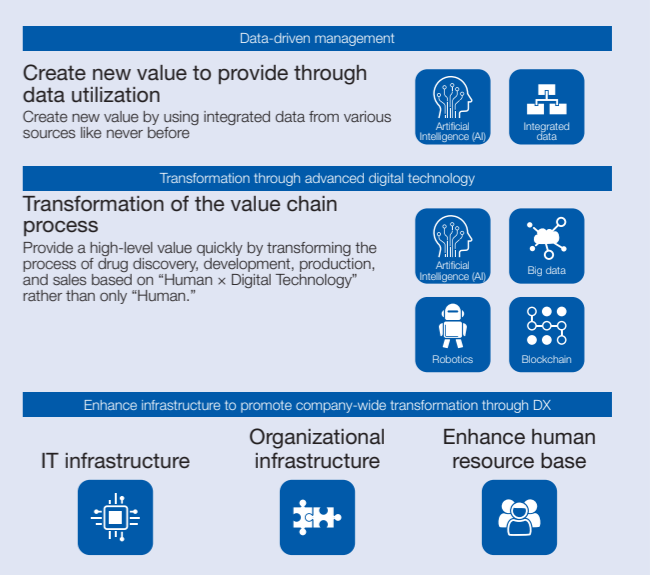 Data-driven management
Create new value to provide through
data utilization
Create new value by using integrated data from various
sources like never before
Artificial
Intelligence (AI)
Integrated
data
Transformation through advanced digital technology
Transformation of the value chain
process
Provide a high-level value quickly by transforming the
process of drug discovery, development, production,
and sales based on “Human × Digital Technology”
rather than only “Human.”
Artificial
Intelligence (AI)
Big data
Robotics
Blockchain
Enhance infrastructure to promote company-wide transformation through DX
IT infrastructure
Organizational
infrastructure
Enhance human
resource base